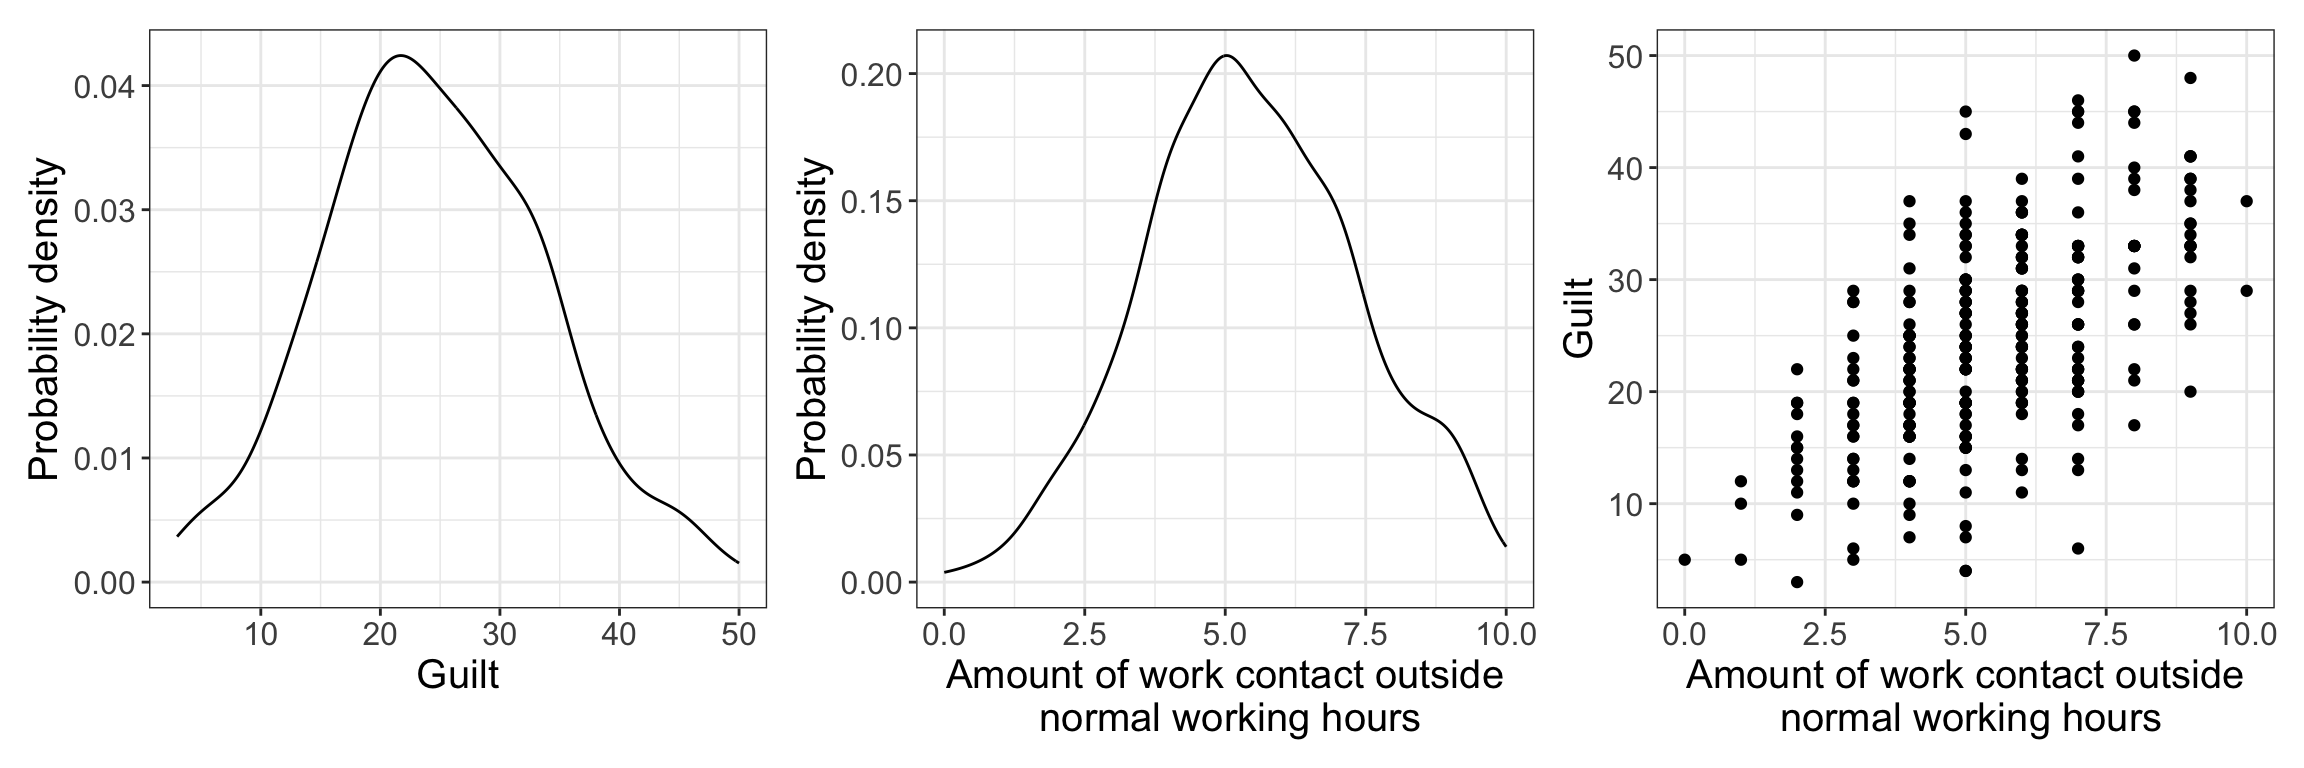 Probability density
0.04
0.03
0.02
0.01
0.00
10 20 30 40 50
Guilt
Probability density
0.20
0.15
0.10
0.05
0.00
0.0 2.5 5.0 7.5 10.0
Amount of work contact outside
normal working hours
Guilt
50
40
30
20
10
0.0 2.5 5.0 7.5 10.0
Amount of work contact outside
normal working hours